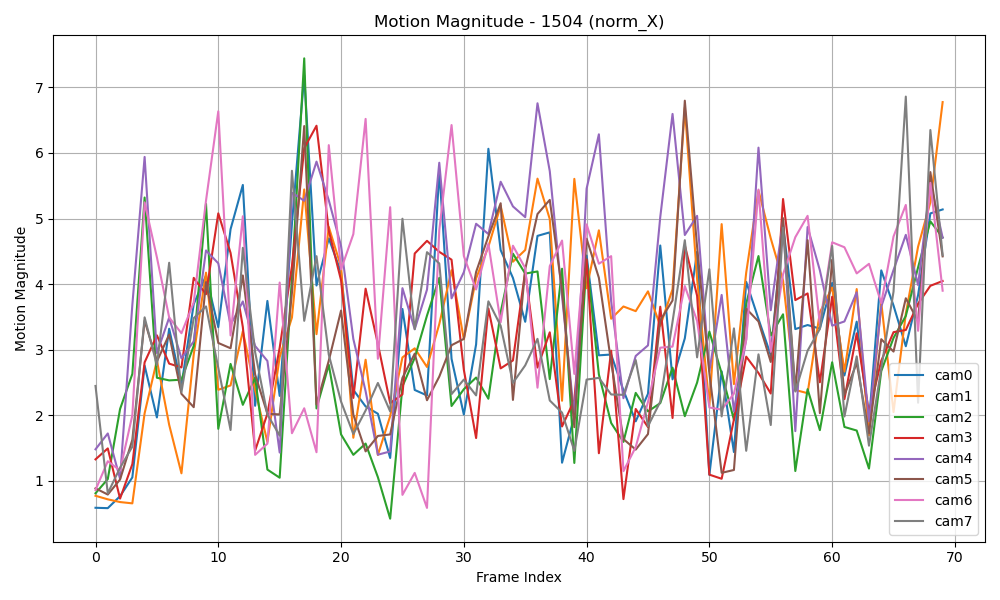 Motion Magnitude - 1504 (norm_X)
Motion Magnitude
7
6
5
4
3
2
1
0
10
20
30
40
50
60
70
Frame Index
cam0
cam1
cam2
cam3
cam4
cam5
cam6
cam7